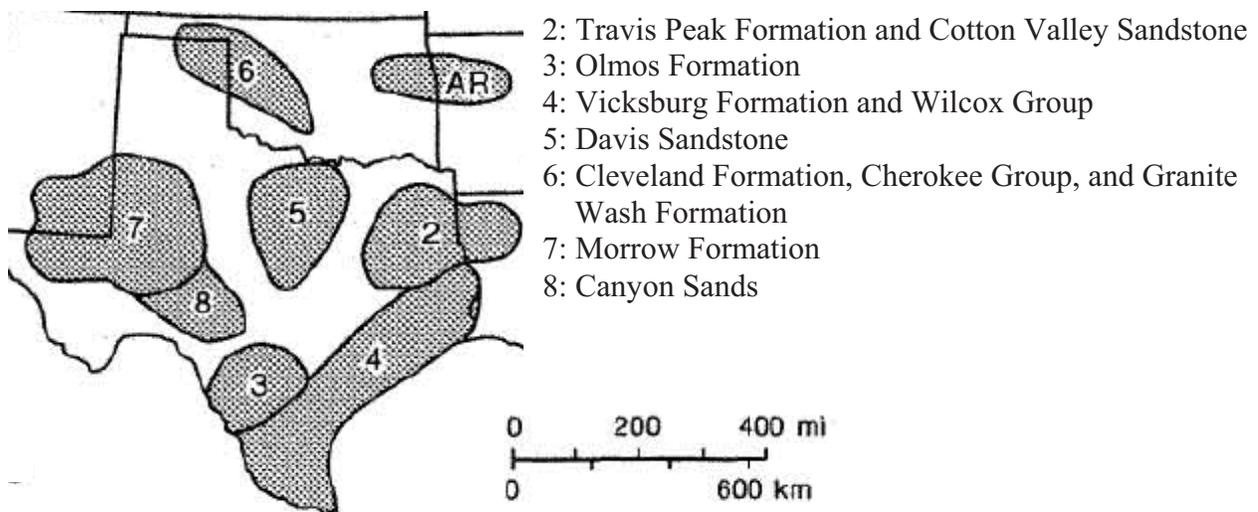 2: Travis Peak Formation and Cotton Valley Sandstone
3: Olmos Formation
4: Vicksburg Formation and Wilcox Group
5: Davis Sandstone
6: Cleveland Formation, Cherokee Group, and Granite
Wash Formation
7: Morrow Formation
8: Canyon Sands
6
AR
5
2
7
8
4
3
0 200 400 mi
0 600 km